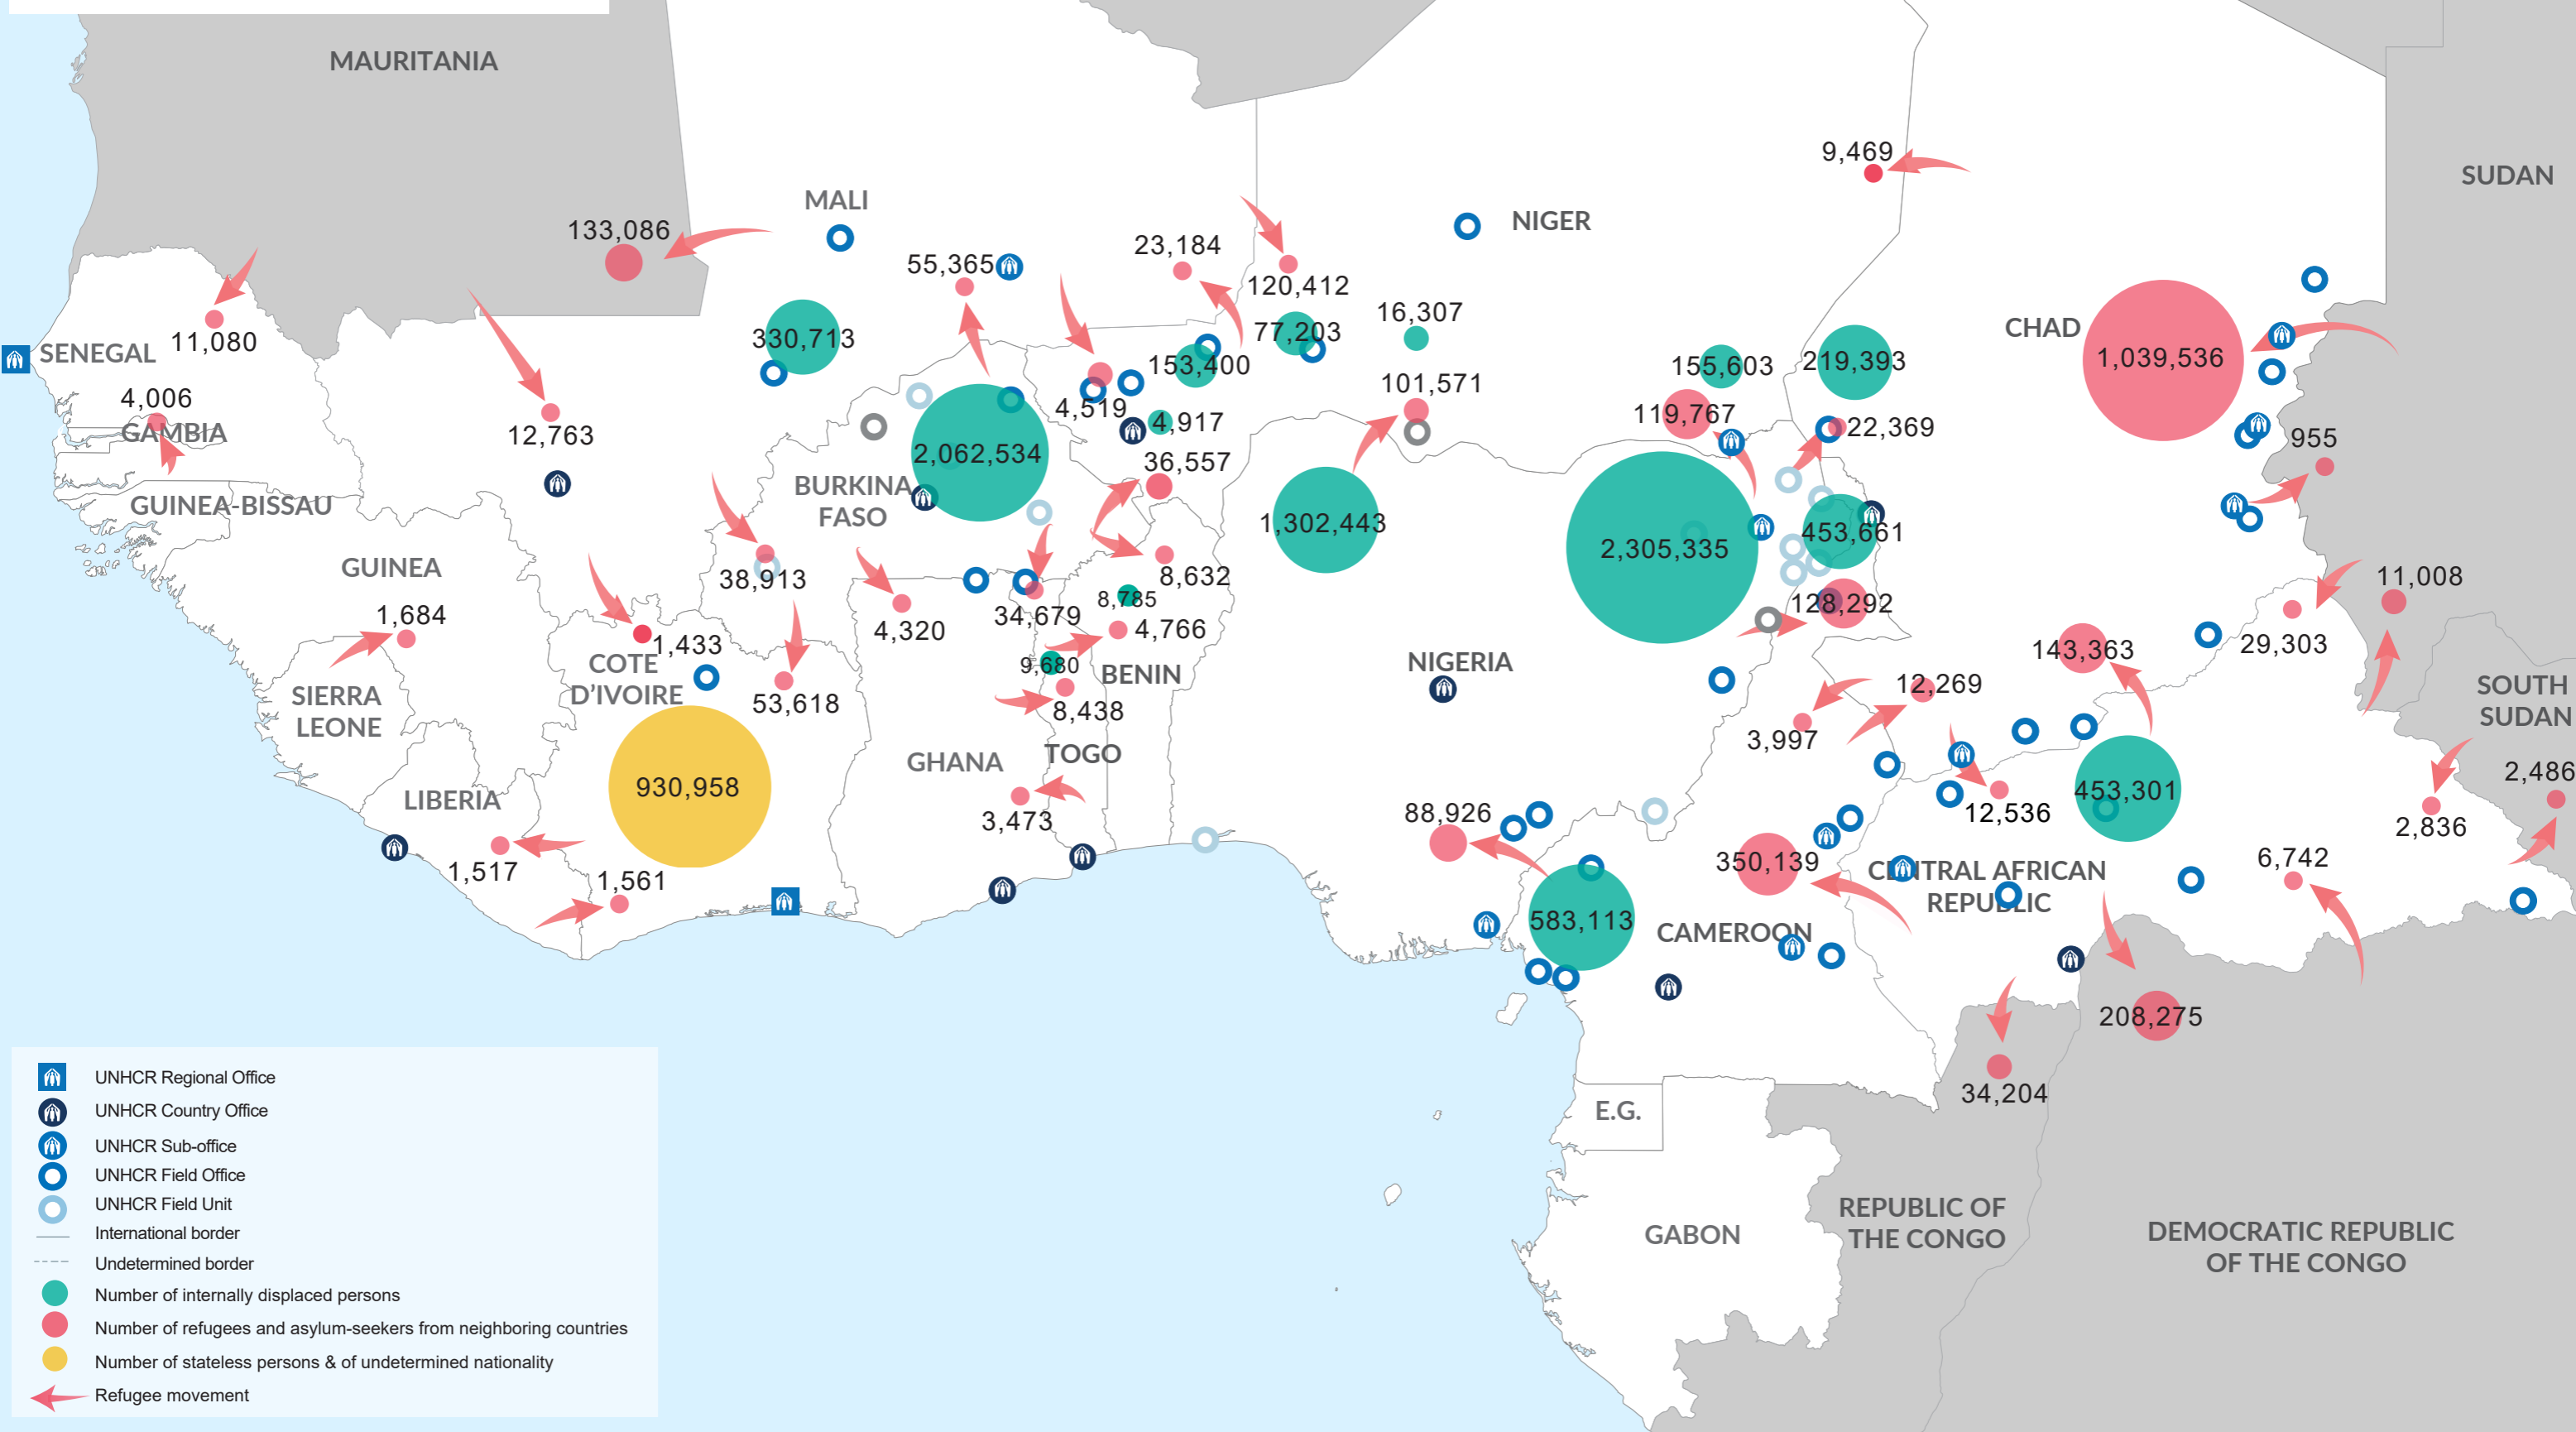 MAURITANIA
9,469
SUDAN
MALI
NIGER
133,086
23,184
55,365
120,412
16,307
CHAD
SENEGAL
11,080
330,713
77,203
153,400
155,603
219,393
1,039,536
4,006
GAMBIA
12,763
4,519
4,917
101,571
119,767
22,369
955
2,062,534
36,557
BURKINA
FASO
GUINEA-BISSAU
1,302,443
2,305,335
453,661
GUINEA
38,913
8,632
8,785
11,008
1,684
34,679
4,320
4,766
128,292
29,303
1,433
COTE
D’IVOIRE
9,680
BENIN
NIGERIA
143,363
SIERRA
LEONE
53,618
8,438
12,269
SOUTH
SUDAN
3,997
GHANA
TOGO
LIBERIA
930,958
3,473
88,926
12,536
453,301
2,486
2,836
1,517
1,561
350,139
CENTRAL AFRICAN
REPUBLIC
6,742
583,113
CAMEROON
208,275
34,204
E.G.
REPUBLIC OF
THE CONGO
GABON
DEMOCRATIC REPUBLIC
OF THE CONGO
UNHCR Regional Office
UNHCR Country Office
UNHCR Sub-office
UNHCR Field Office
UNHCR Field Unit
International border
Undetermined border
Number of internally displaced persons
Number of refugees and asylum-seekers from neighboring countries
Number of stateless persons & of undetermined nationality
Refugee movement